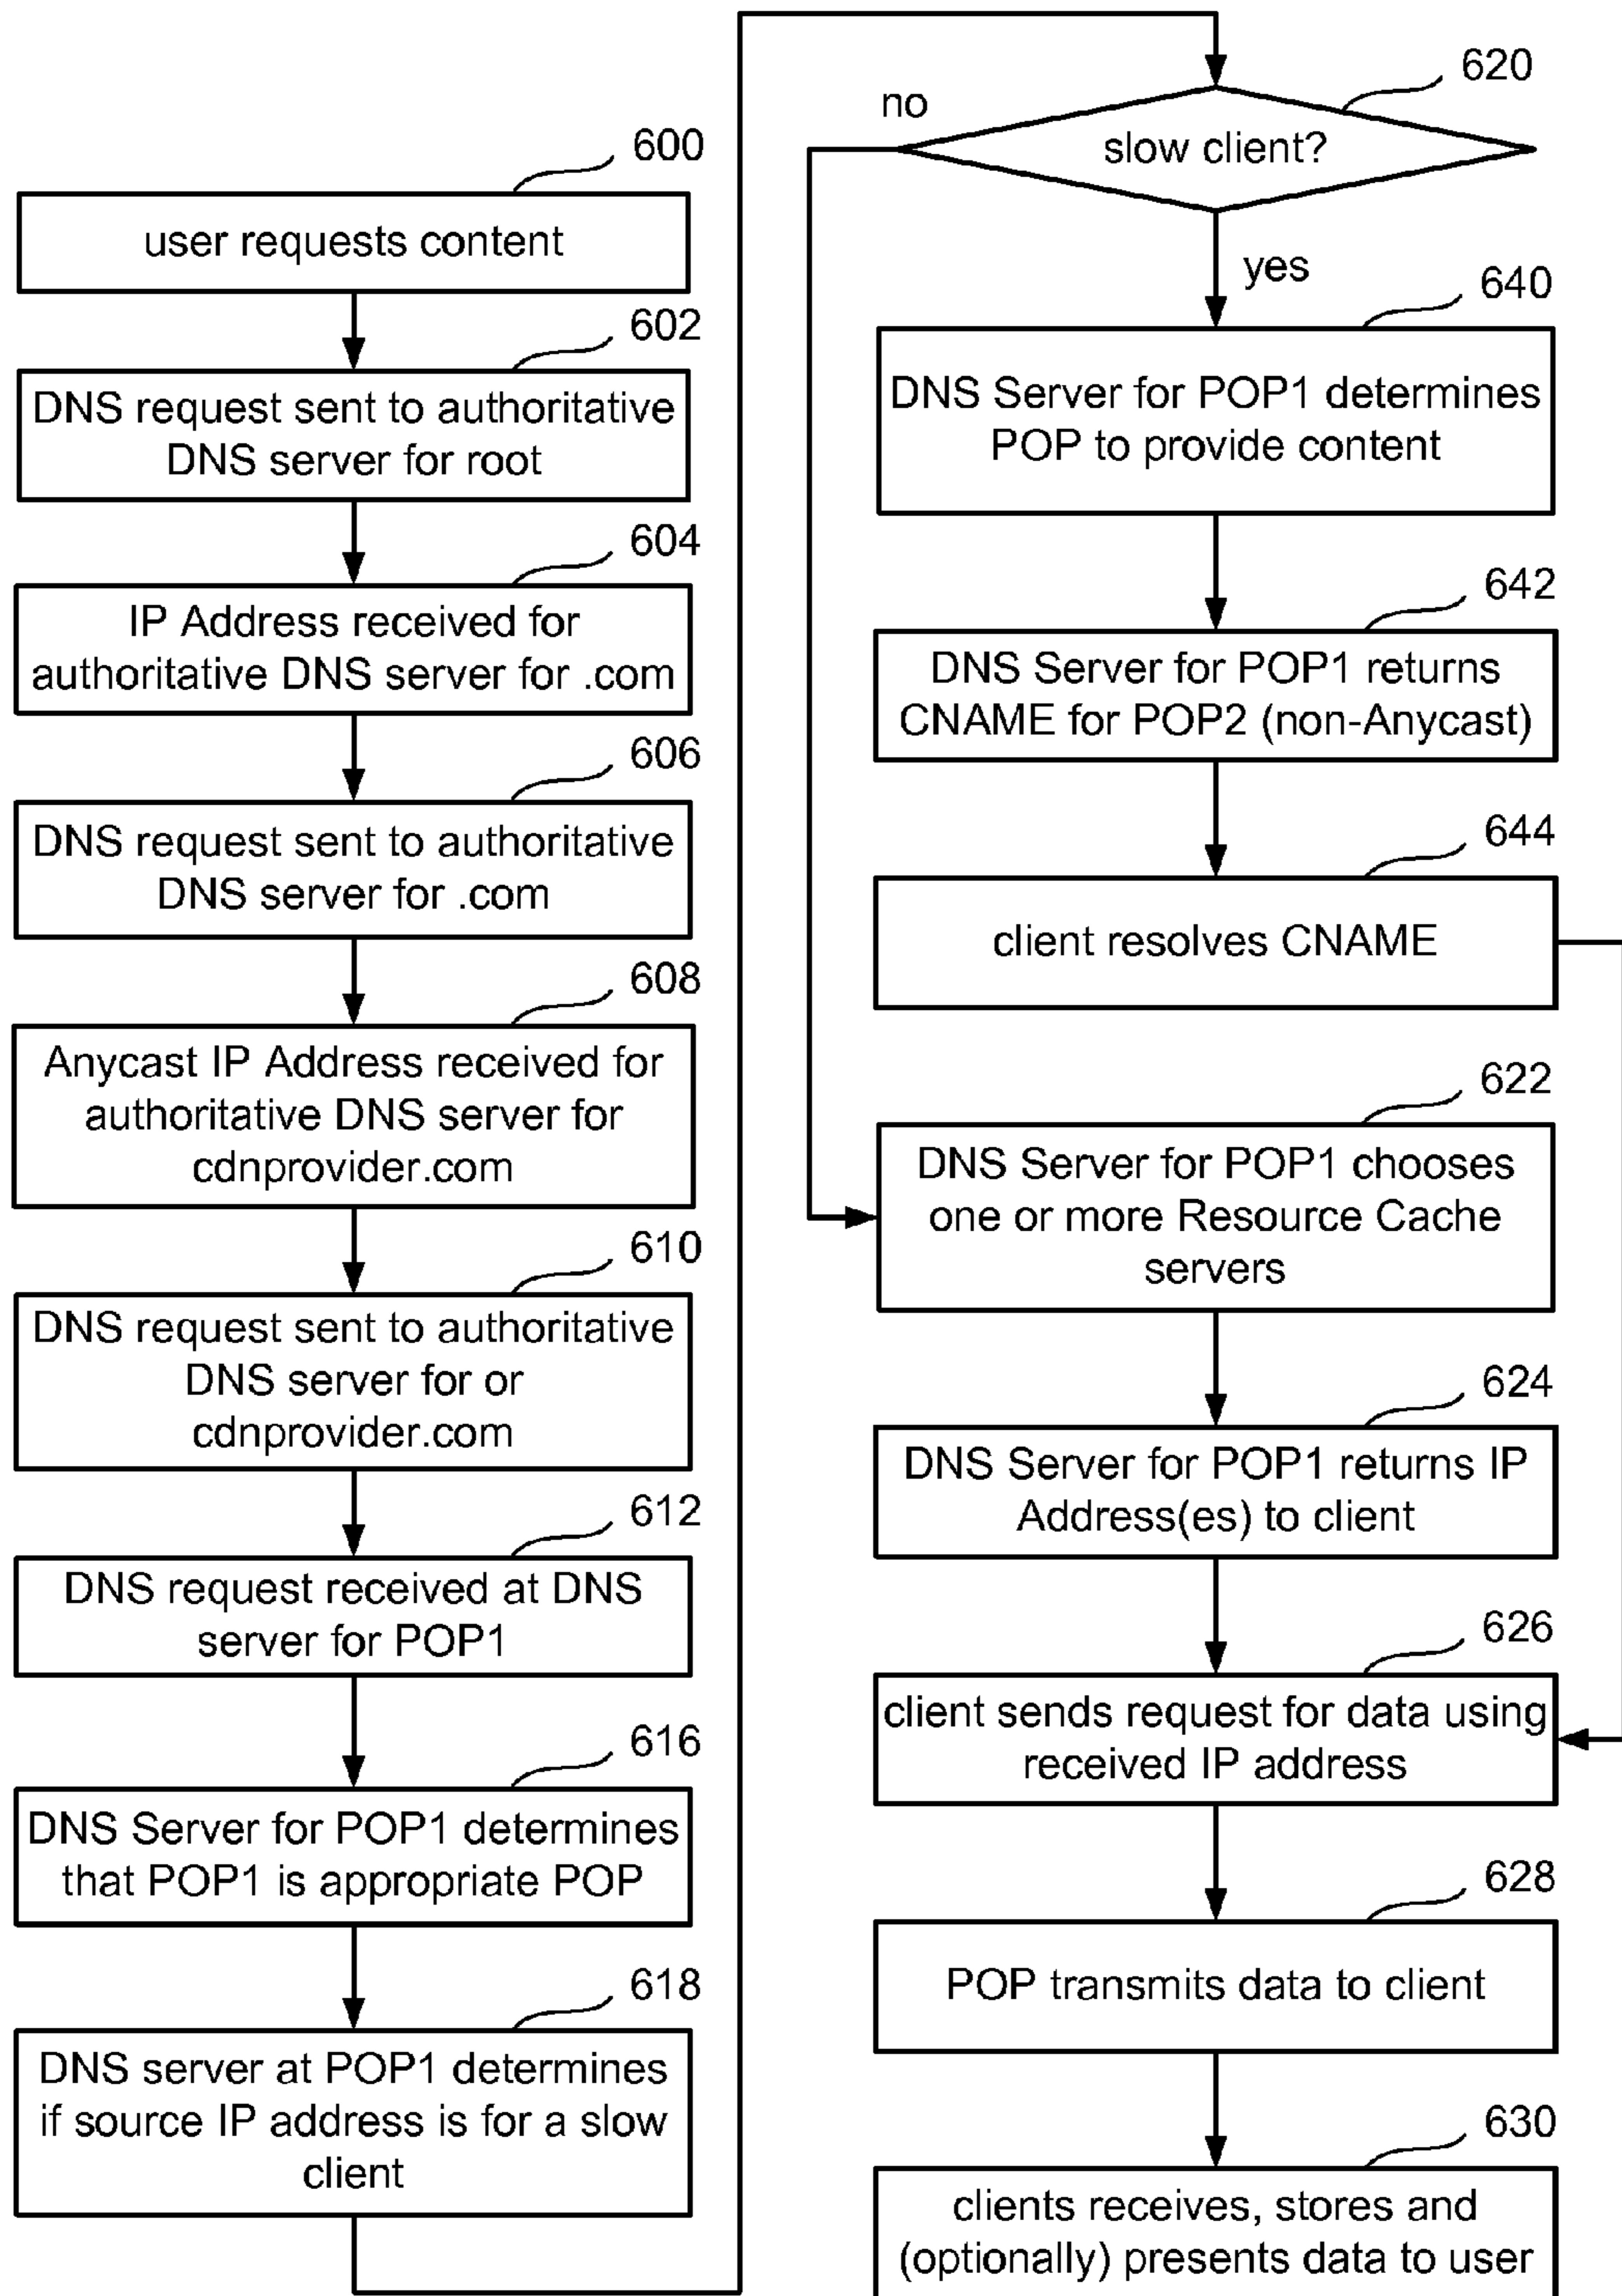 600
user requests content
602
DNS request sent to authoritative
DNS server for root
604
IP Address received for
authoritative DNS server for .com
606
DNS request sent to authoritative
DNS server for .com
608
Anycast IP Address received for
authoritative DNS server for
cdnprovider.com
610
DNS request sent to authoritative
DNS server for or
cdnprovider.com
612
DNS request received at DNS
server for POP1
616
DNS Server for POP1 determines
that POP1 is appropriate POP
618
DNS server at POP1 determines
if source IP address is for a slow
client
620
no
slow client?
yes
640
DNS Server for POP1 determines
POP to provide content
642
DNS Server for POP1 returns
CNAME for POP2 (non-Anycast)
644
client resolves CNAME
622
DNS Server for POP1 chooses
one or more Resource Cache
servers
624
DNS Server for POP1 returns IP
Address(es) to client
626
client sends request for data using
received IP address
628
POP transmits data to client
630
clients receives, stores and
(optionally) presents data to user